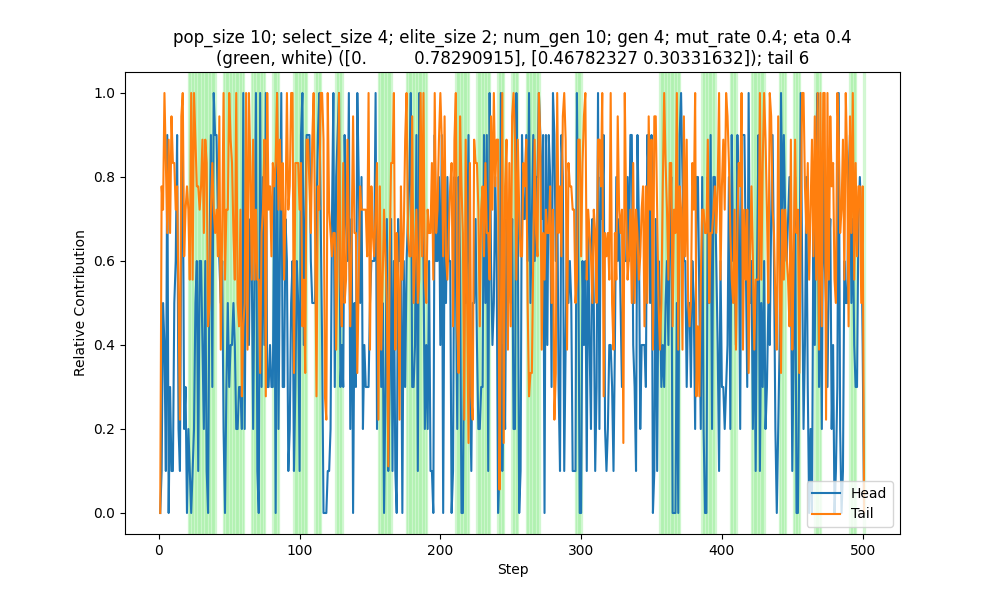 pop_size 10; select_size 4; elite_size 2; num_gen 10; gen 4; mut_rate 0.4; eta 0.4
(green, white) ([0.         0.78290915], [0.46782327 0.30331632]); tail 6
1.0
0.8
0.6
0.4
0.2
0.0
Relative Contribution
Head
Tail
0
100
200
300
400
500
Step